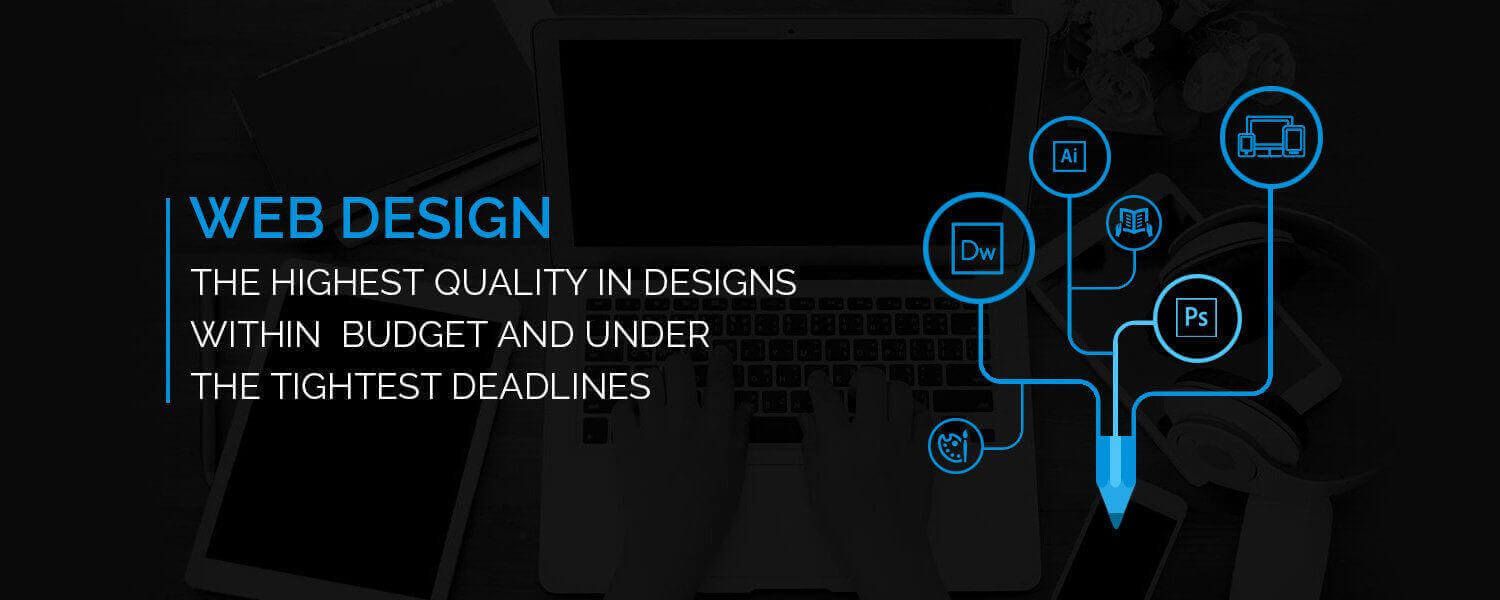 WEB DESIGN
THE HIGHEST QUALITY IN DESIGNS
WITHIN  BUDGET AND UNDER
THE TIGHTEST DEADLINES
Ai
Dw
Ps